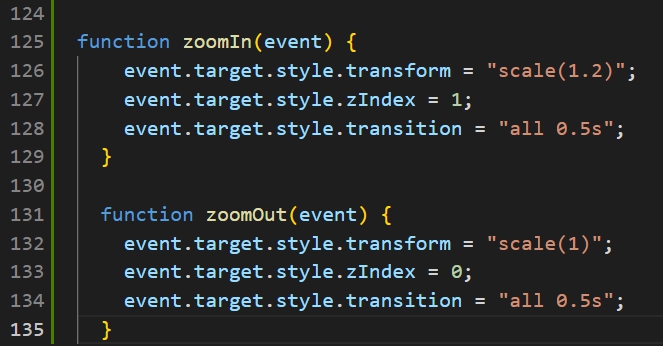 124
125 function zoomIn(event) {
126 event.target.style.transform = "scale(1.2)";
127 event.target.style.zIndex = 1;
128 event.target.style.transition = "all 0.5s";
129 }
130
131 function zoomOut(event) {
132 event.target.style.transform = "scale(1)";
133 event.target.style.zIndex = 0;
134 event.target.style.transition = "all 0.5s";
135 }